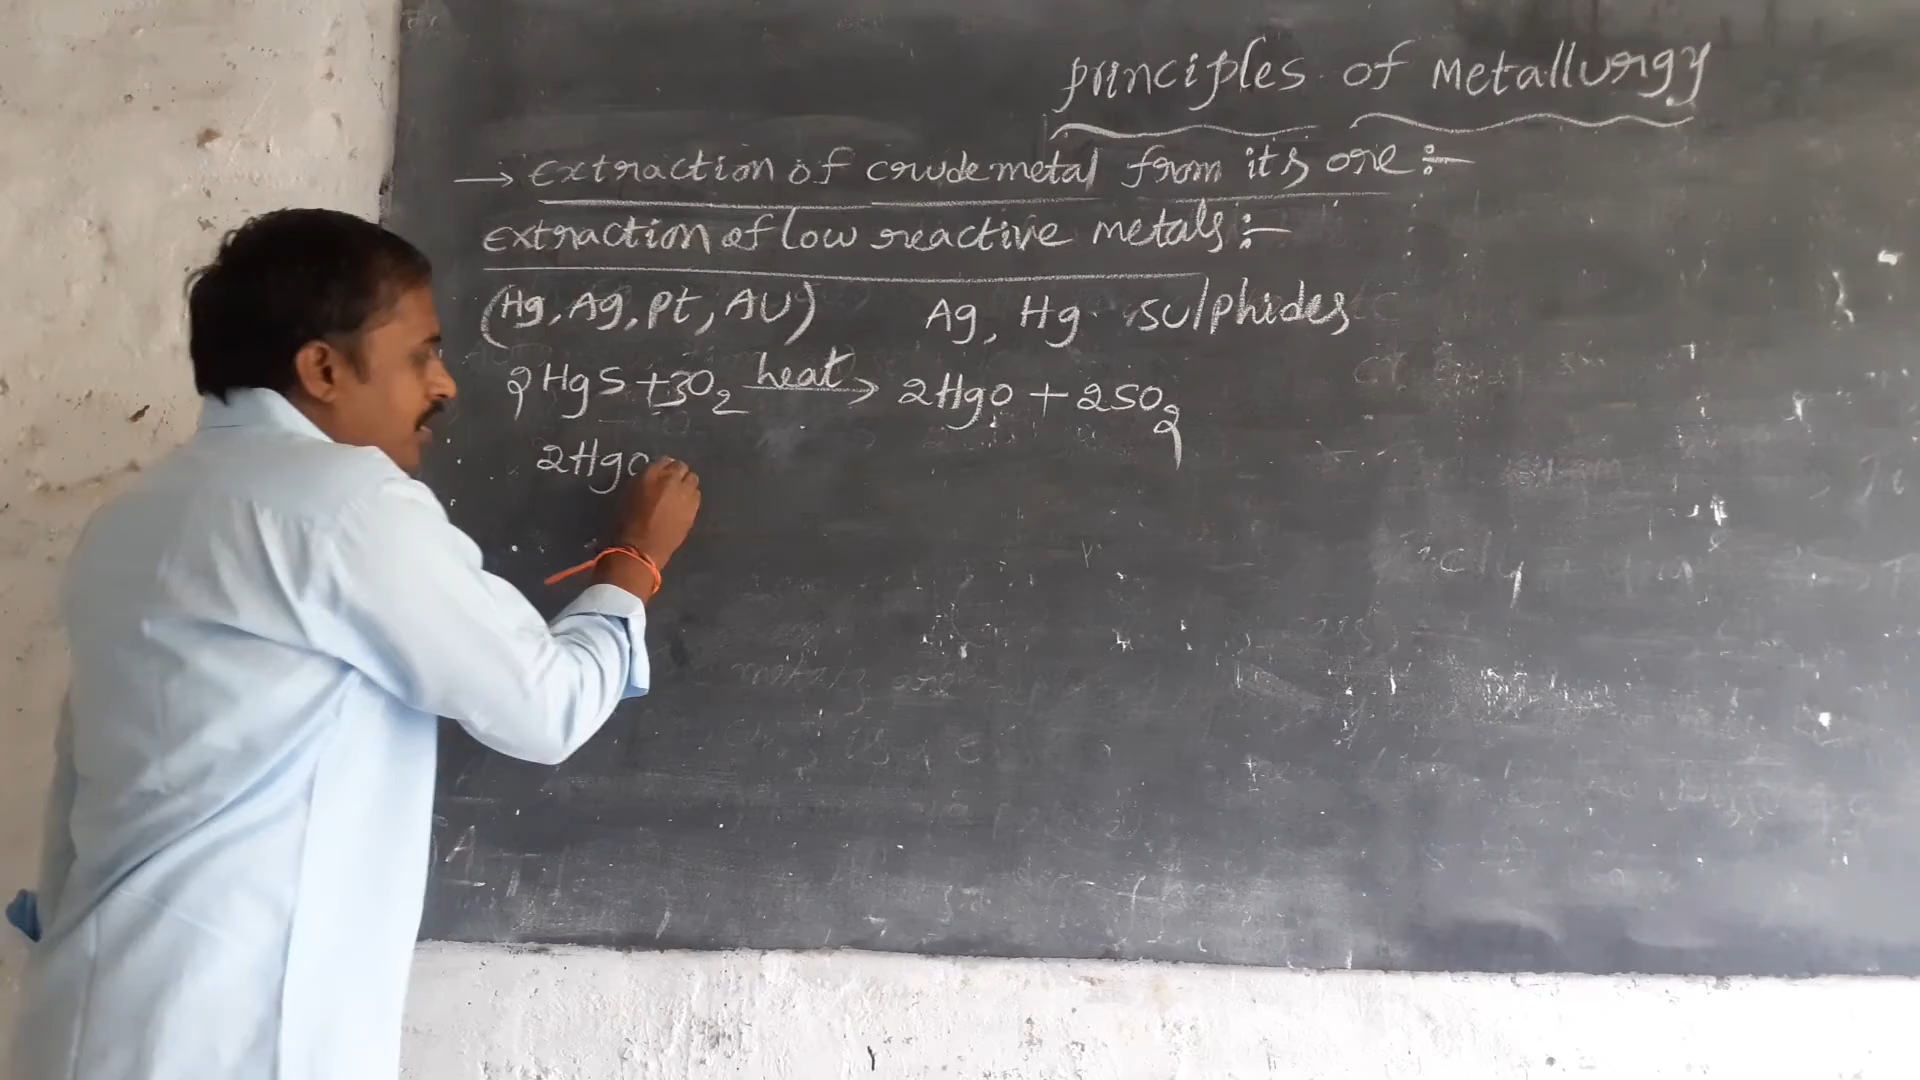 principles of Metallurgy
→ extraction of crude metal from its ore :-
extraction of low reactive metals :-
(Hg, Ag, Pt, AU) Ag, Hg sulphides
2HgS + 3O₂ heat→ 2HgO + 2SO₂
2HgO